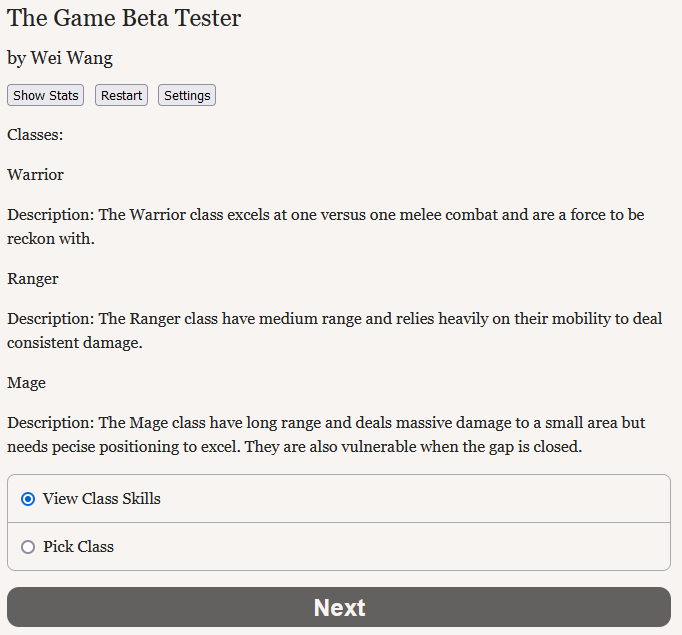 The Game Beta Tester
by Wei Wang
Show Stats Restart Settings
Classes:
Warrior
Description: The Warrior class excels at one versus one melee combat and are a force to be
reckon with.
Ranger
Description: The Ranger class have medium range and relies heavily on their mobility to deal
consistent damage.
Mage
Description: The Mage class have long range and deals massive damage to a small area but
needs pecise positioning to excel. They are also vulnerable when the gap is closed.
View Class Skills
Pick Class
Next